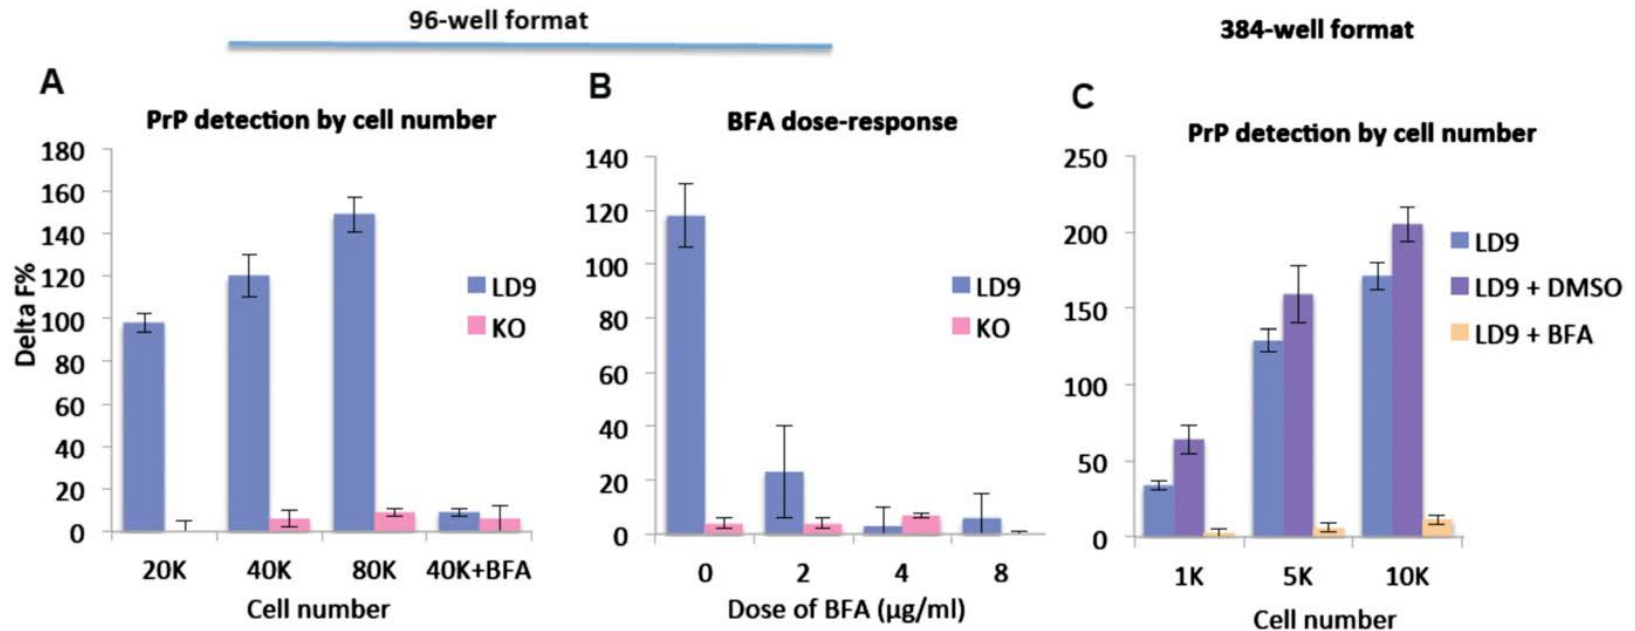 96-well format
384-well format
A
PrP detection by cell number
180
160
140
120
100
80
60
40
20
0
Delta F%
20K 40K 80K 40K+BFA
Cell number
LD9
KO
B
BFA dose-response
140
120
100
80
60
40
20
0
0 2 4 8
Dose of BFA (µg/ml)
LD9
KO
C
PrP detection by cell number
250
200
150
100
50
0
1K 5K 10K
Cell number
LD9
LD9 + DMSO
LD9 + BFA